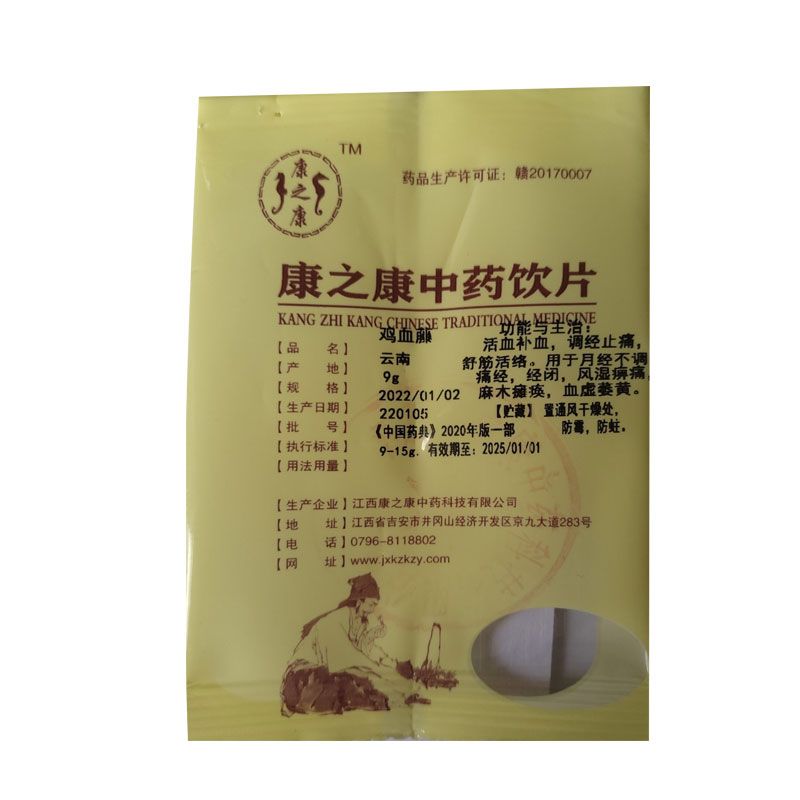 TM
康之康
药品生产许可证：赣20170007
康之康中药饮片
KANG ZHI KANG CHINESE TRADITIONAL MEDICINE
【品 名】 鸡血藤
【产 地】 云南
【规 格】 9g
【生产日期】 2022/01/02
【批 号】 220105
【执行标准】 《中国药典》2020年版一部
【用法用量】 9-15g. 有效期至：2025/01/01
功能与主治：
活血补血，调经止痛，
舒筋活络。用于月经不调，
痛经，经闭，风湿痹痛，
麻木瘫痪，血虚萎黄。
【贮藏】 置通风干燥处，
防霉，防蛀。
【生产企业】江西康之康中药科技有限公司
【地 址】江西省吉安市井冈山经济开发区京九大道283号
【电 话】0796-8118802
【网 址】www.jxkzkzy.com